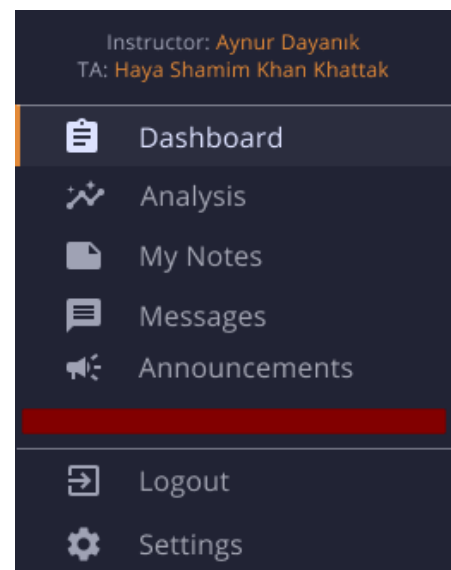 Instructor: Aynur Dayanık
TA: Haya Shamim Khan Khattak
Dashboard
Analysis
My Notes
Messages
Announcements
Logout
Settings